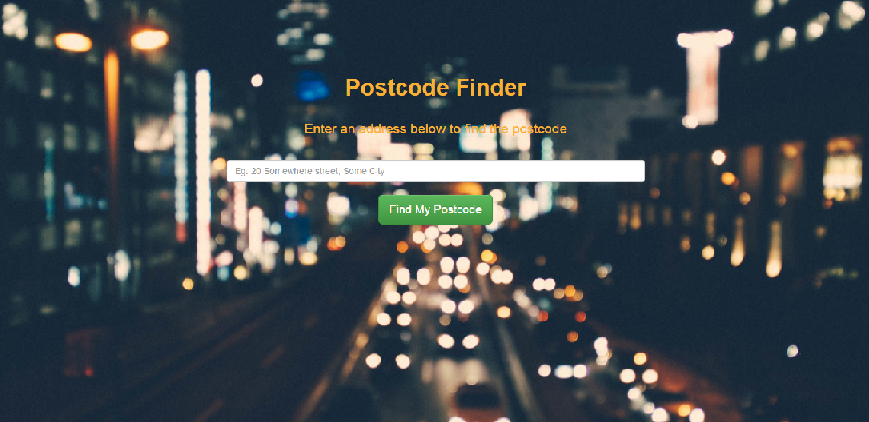 Postcode Finder
Enter an address below to find the postcode
Eg. 20 Somewhere street, Some City
Find My Postcode